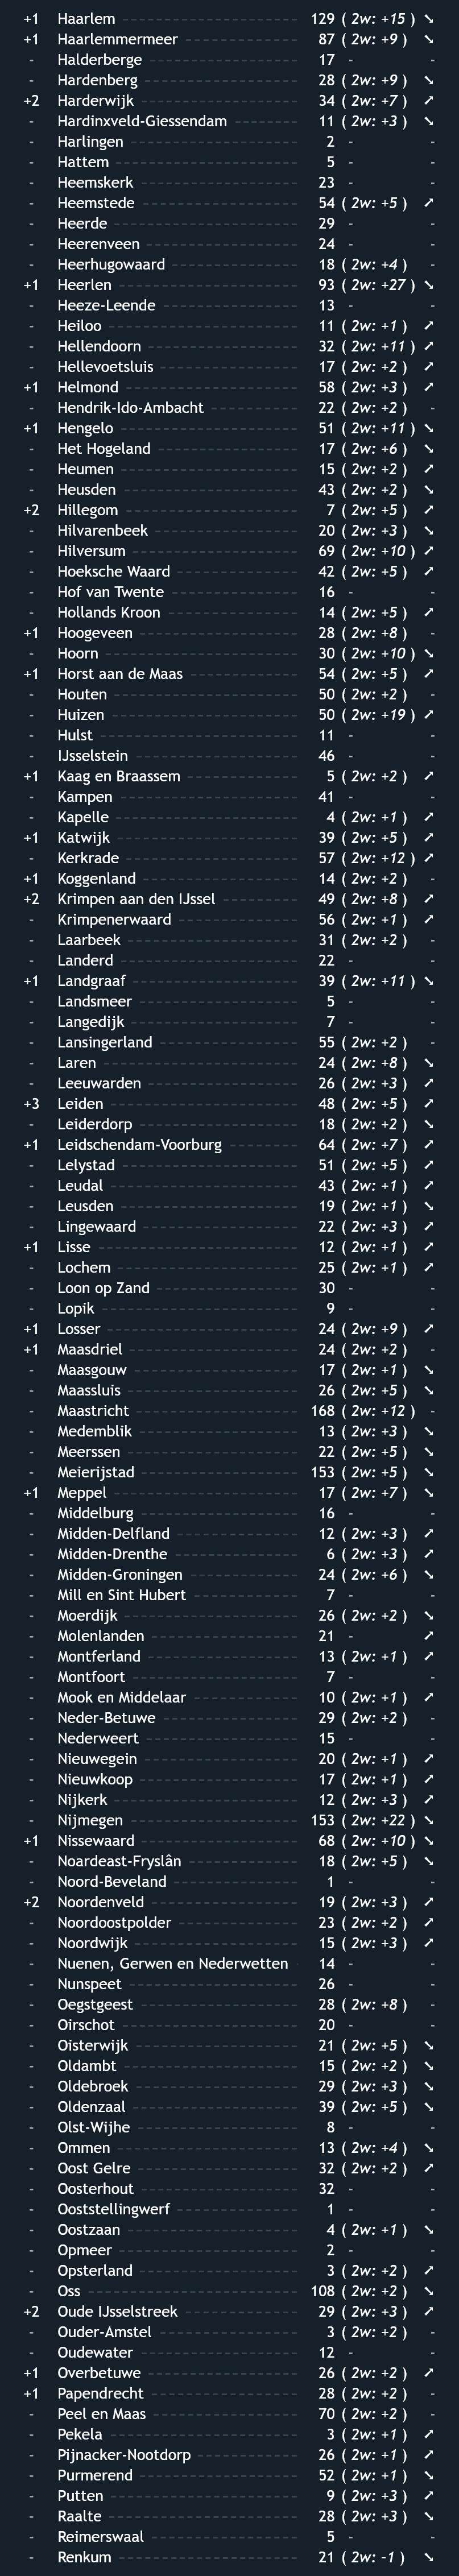 +1 Haarlem 129 ( 2w: +15 ) ➘
+1 Haarlemmermeer 87 ( 2w: +9 ) ➘
- Halderberge 17 - -
- Hardenberg 28 ( 2w: +9 ) ➘
+2 Harderwijk 34 ( 2w: +7 ) ➚
- Hardinxveld-Giessendam 11 ( 2w: +3 ) ➘
- Harlingen 2 - -
- Hattem 5 - -
- Heemskerk 23 - -
- Heemstede 54 ( 2w: +5 ) ➚
- Heerde 29 - -
- Heerenveen 24 - -
- Heerhugowaard 18 ( 2w: +4 ) -
+1 Heerlen 93 ( 2w: +27 ) ➘
- Heeze-Leende 13 - -
- Heiloo 11 ( 2w: +1 ) ➚
- Hellendoorn 32 ( 2w: +11 ) ➚
- Hellevoetsluis 17 ( 2w: +2 ) ➚
+1 Helmond 58 ( 2w: +3 ) ➚
- Hendrik-Ido-Ambacht 22 ( 2w: +2 ) -
+1 Hengelo 51 ( 2w: +11 ) ➘
- Het Hogeland 17 ( 2w: +6 ) ➘
- Heumen 15 ( 2w: +2 ) ➚
- Heusden 43 ( 2w: +2 ) ➘
+2 Hillegom 7 ( 2w: +5 ) ➚
- Hilvarenbeek 20 ( 2w: +3 ) ➘
- Hilversum 69 ( 2w: +10 ) ➚
- Hoeksche Waard 42 ( 2w: +5 ) ➚
- Hof van Twente 16 - -
- Hollands Kroon 14 ( 2w: +5 ) ➚
+1 Hoogeveen 28 ( 2w: +8 ) -
- Hoorn 30 ( 2w: +10 ) ➘
+1 Horst aan de Maas 54 ( 2w: +5 ) ➚
- Houten 50 ( 2w: +2 ) -
- Huizen 50 ( 2w: +19 ) ➚
- Hulst 11 - -
- IJsselstein 46 - -
+1 Kaag en Braassem 5 ( 2w: +2 ) ➚
- Kampen 41 - -
- Kapelle 4 ( 2w: +1 ) ➚
+1 Katwijk 39 ( 2w: +5 ) ➚
- Kerkrade 57 ( 2w: +12 ) ➚
+1 Koggenland 14 ( 2w: +2 ) -
+2 Krimpen aan den IJssel 49 ( 2w: +8 ) ➚
- Krimpenerwaard 56 ( 2w: +1 ) ➚
- Laarbeek 31 ( 2w: +2 ) -
- Landerd 22 - -
+1 Landgraaf 39 ( 2w: +11 ) ➘
- Landsmeer 5 - -
- Langedijk 7 - -
- Lansingerland 55 ( 2w: +2 ) -
- Laren 24 ( 2w: +8 ) ➘
- Leeuwarden 26 ( 2w: +3 ) ➚
+3 Leiden 48 ( 2w: +5 ) ➚
- Leiderdorp 18 ( 2w: +2 ) ➘
+1 Leidschendam-Voorburg 64 ( 2w: +7 ) ➚
- Lelystad 51 ( 2w: +5 ) ➚
- Leudal 43 ( 2w: +1 ) ➚
- Leusden 19 ( 2w: +1 ) ➘
- Lingewaard 22 ( 2w: +3 ) ➚
+1 Lisse 12 ( 2w: +1 ) ➚
- Lochem 25 ( 2w: +1 ) ➚
- Loon op Zand 30 - -
- Lopik 9 - -
+1 Losser 24 ( 2w: +9 ) ➚
+1 Maasdriel 24 ( 2w: +2 ) -
- Maasgouw 17 ( 2w: +1 ) ➘
- Maassluis 26 ( 2w: +5 ) ➘
- Maastricht 168 ( 2w: +12 ) -
- Medemblik 13 ( 2w: +3 ) ➘
- Meerssen 22 ( 2w: +5 ) ➘
- Meierijstad 153 ( 2w: +5 ) ➘
+1 Meppel 17 ( 2w: +7 ) ➘
- Middelburg 16 - -
- Midden-Delfland 12 ( 2w: +3 ) ➚
- Midden-Drenthe 6 ( 2w: +3 ) ➚
- Midden-Groningen 24 ( 2w: +6 ) ➘
- Mill en Sint Hubert 7 - -
- Moerdijk 26 ( 2w: +2 ) ➘
- Molenlanden 21 - ➚
- Montferland 13 ( 2w: +1 ) ➚
- Montfoort 7 - -
- Mook en Middelaar 10 ( 2w: +1 ) ➚
- Neder-Betuwe 29 ( 2w: +2 ) -
- Nederweert 15 - -
- Nieuwegein 20 ( 2w: +1 ) ➚
- Nieuwkoop 17 ( 2w: +1 ) ➚
- Nijkerk 12 ( 2w: +3 ) ➚
- Nijmegen 153 ( 2w: +22 ) ➘
+1 Nissewaard 68 ( 2w: +10 ) ➘
- Noardeast-Fryslân 18 ( 2w: +5 ) ➘
- Noord-Beveland 1 - -
+2 Noordenveld 19 ( 2w: +3 ) ➚
- Noordoostpolder 23 ( 2w: +2 ) ➚
- Noordwijk 15 ( 2w: +3 ) ➚
- Nuenen, Gerwen en Nederwetten 14 - -
- Nunspeet 26 - -
- Oegstgeest 28 ( 2w: +8 ) -
- Oirschot 20 - -
- Oisterwijk 21 ( 2w: +5 ) ➘
- Oldambt 15 ( 2w: +2 ) ➘
- Oldebroek 29 ( 2w: +3 ) ➘
- Oldenzaal 39 ( 2w: +5 ) ➘
- Olst-Wijhe 8 - -
- Ommen 13 ( 2w: +4 ) ➘
- Oost Gelre 32 ( 2w: +2 ) ➚
- Oosterhout 32 - -
- Ooststellingwerf 1 - -
- Oostzaan 4 ( 2w: +1 ) ➘
- Opmeer 2 - -
- Opsterland 3 ( 2w: +2 ) ➚
- Oss 108 ( 2w: +2 ) ➘
+2 Oude IJsselstreek 29 ( 2w: +3 ) ➚
- Ouder-Amstel 3 ( 2w: +2 ) -
- Oudewater 12 - -
+1 Overbetuwe 26 ( 2w: +2 ) ➚
+1 Papendrecht 28 ( 2w: +2 ) -
- Peel en Maas 70 ( 2w: +2 ) -
- Pekela 3 ( 2w: +1 ) ➚
- Pijnacker-Nootdorp 26 ( 2w: +1 ) ➚
- Purmerend 52 ( 2w: +1 ) ➘
- Putten 9 ( 2w: +3 ) ➚
- Raalte 28 ( 2w: +3 ) ➘
- Reimerswaal 5 - -
- Renkum 21 ( 2w: -1 ) ➘